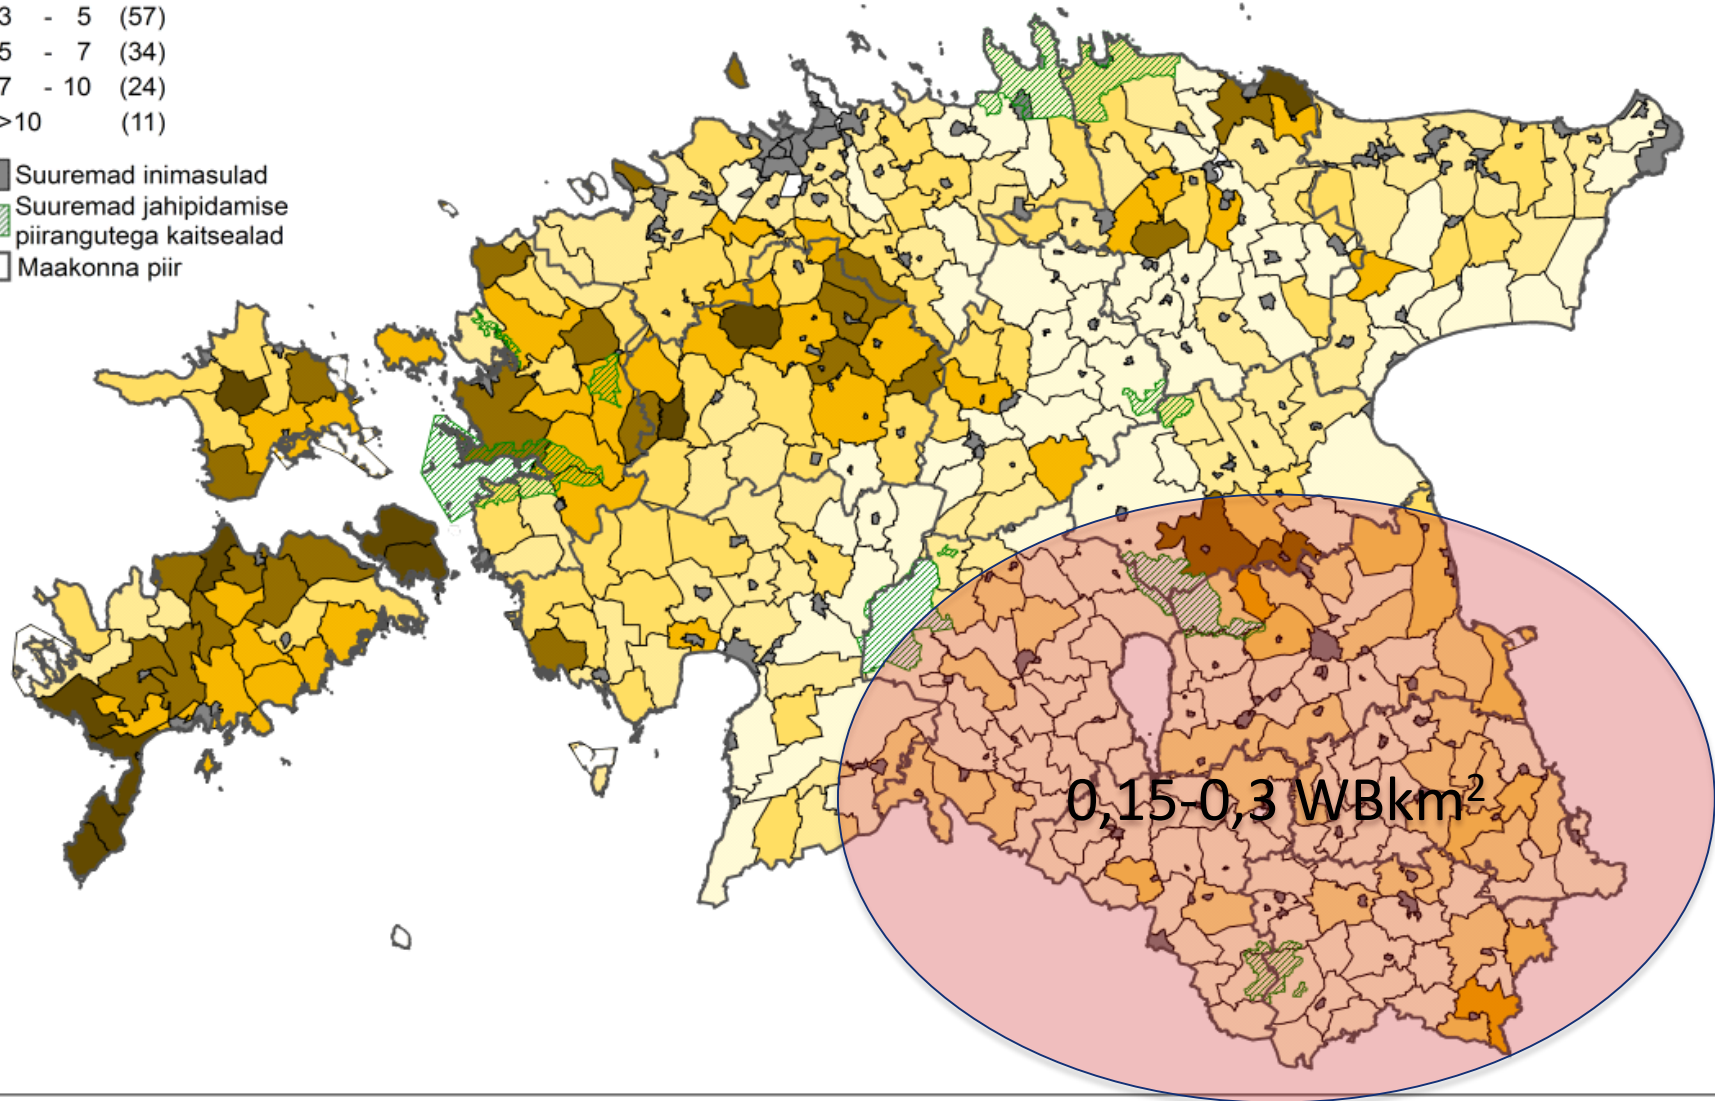 3 - 5 (57)
5 - 7 (34)
7 - 10 (24)
>10 (11)
Suuremad inimasulad
Suuremad jahipidamise
piirangutega kaitsealad
Maakonna piir
0,15-0,3 WBkm²